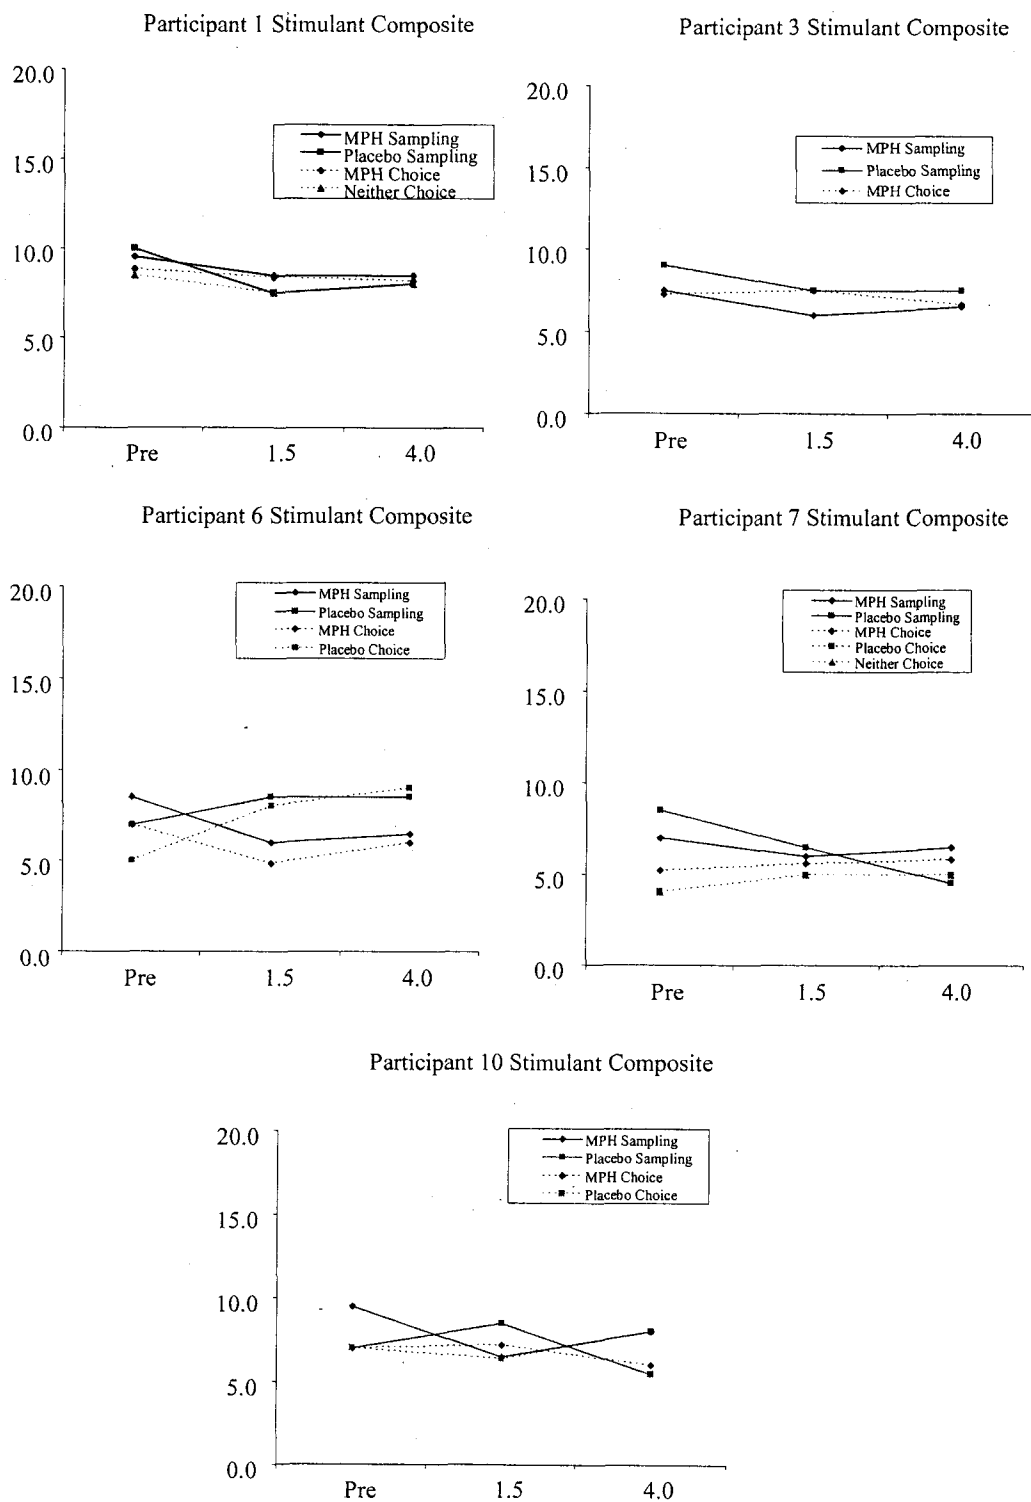 Participant 1 Stimulant Composite
20.0
15.0
10.0
5.0
0.0
MPH Sampling
Placebo Sampling
MPH Choice
Neither Choice
Pre 1.5 4.0
Participant 3 Stimulant Composite
20.0
15.0
10.0
5.0
0.0
MPH Sampling
Placebo Sampling
MPH Choice
Pre 1.5 4.0
Participant 6 Stimulant Composite
20.0
15.0
10.0
5.0
0.0
MPH Sampling
Placebo Sampling
MPH Choice
Placebo Choice
Pre 1.5 4.0
Participant 7 Stimulant Composite
20.0
15.0
10.0
5.0
0.0
MPH Sampling
Placebo Sampling
MPH Choice
Placebo Choice
Neither Choice
Pre 1.5 4.0
Participant 10 Stimulant Composite
20.0
15.0
10.0
5.0
0.0
MPH Sampling
Placebo Sampling
MPH Choice
Placebo Choice
Pre 1.5 4.0